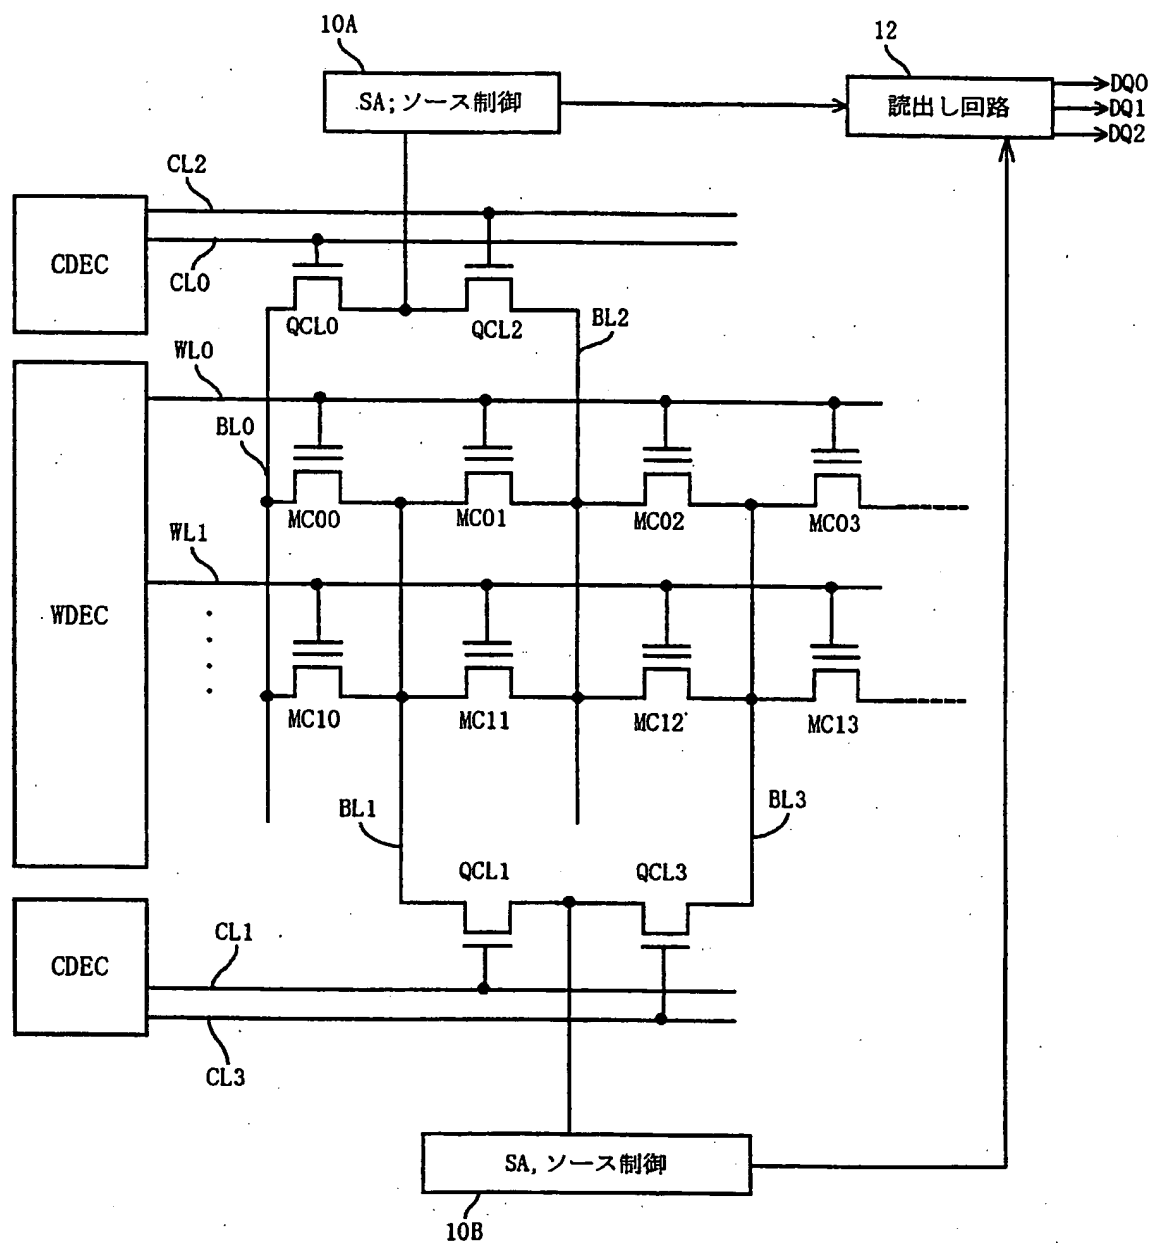 10A
12
SA;ソース制御
読出し回路
DQ0
DQ1
DQ2
CL2
CDEC
CL0
QCL0
QCL2
BL2
WL0
BL0
MC00
MC01
MC02
MC03
WL1
WDEC
MC10
MC11
MC12
MC13
BL1
BL3
QCL1
QCL3
CDEC
CL1
CL3
SA,ソース制御
10B